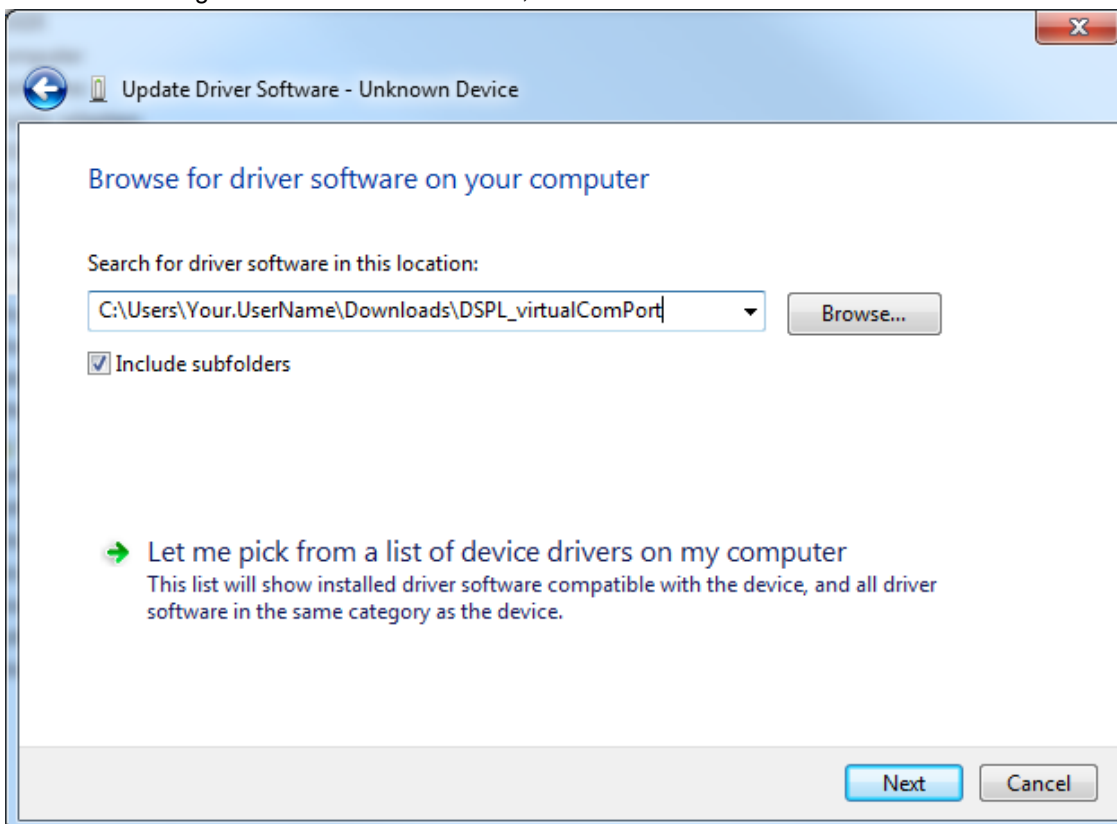 Update Driver Software - Unknown Device
Browse for driver software on your computer
Search for driver software in this location:
C:\Users\Your.UserName\Downloads\DSPL_virtualComPort
Browse...
Include subfolders
Let me pick from a list of device drivers on my computer
This list will show installed driver software compatible with the device, and all driver
software in the same category as the device.
Next
Cancel